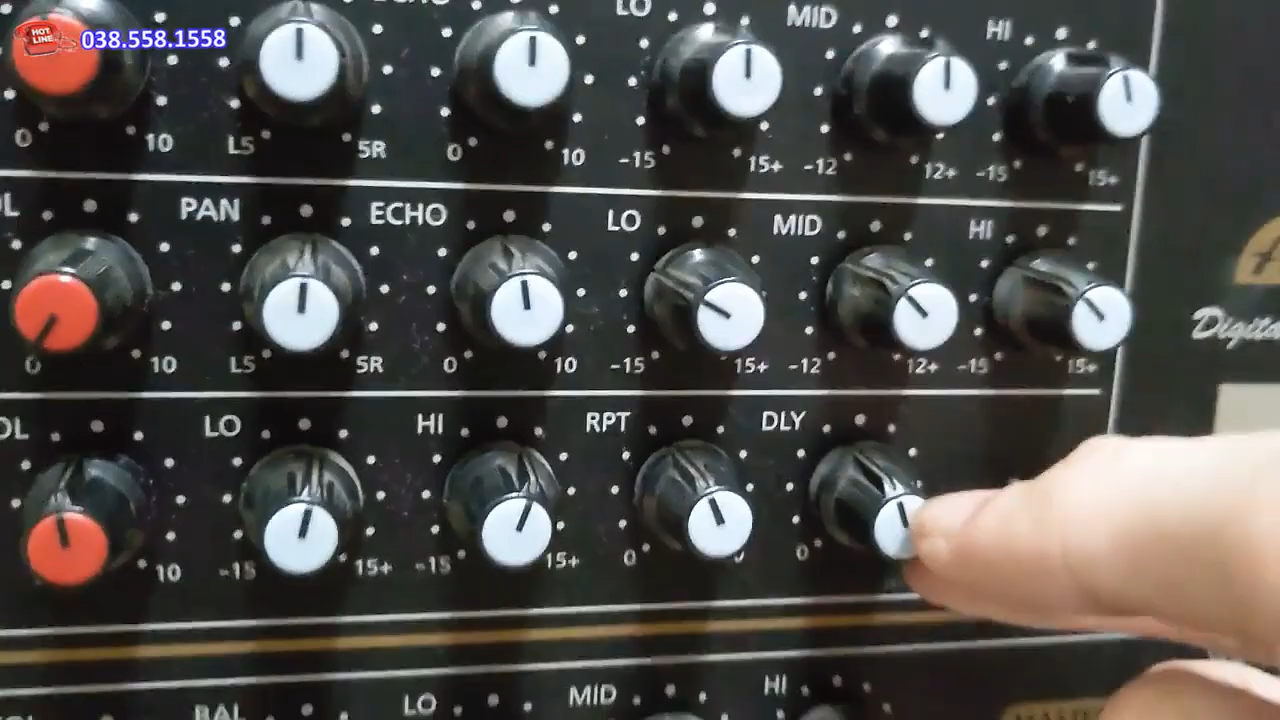 HOT LINE 038.558.1558
LO MID HI
0 10 L5 5R 0 10 -15 15+ -12 12+ -15 15+
PAN ECHO LO MID HI
0 10 L5 5R 0 10 -15 15+ -12 12+ -15 15+
LO HI RPT DLY
10 -15 15+ -15 15+ 0 0
BAL LO MID HI